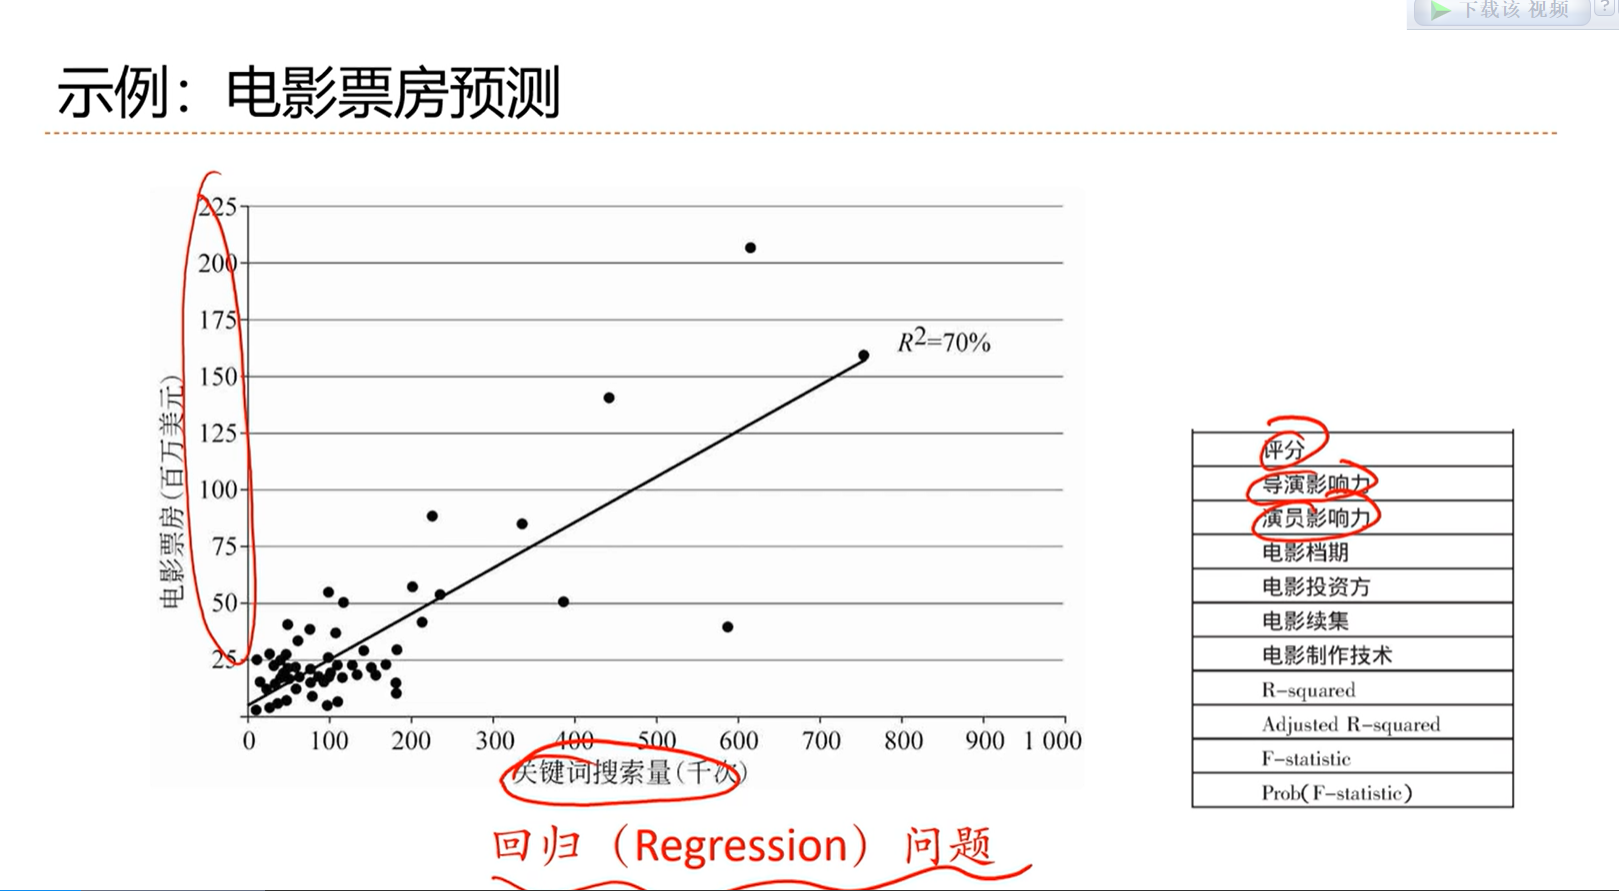 下载该 视频 ?
示例：电影票房预测
225
200
175
150
125
100
75
50
25
电影票房(百万美元)
R²=70%
0 100 200 300 400 500 600 700 800 900 1 000
关键词搜索量(千次)
回归（Regression）问题
评分
导演影响力
演员影响力
电影档期
电影投资方
电影续集
电影制作技术
R-squared
Adjusted R-squared
F-statistic
Prob(F-statistic)